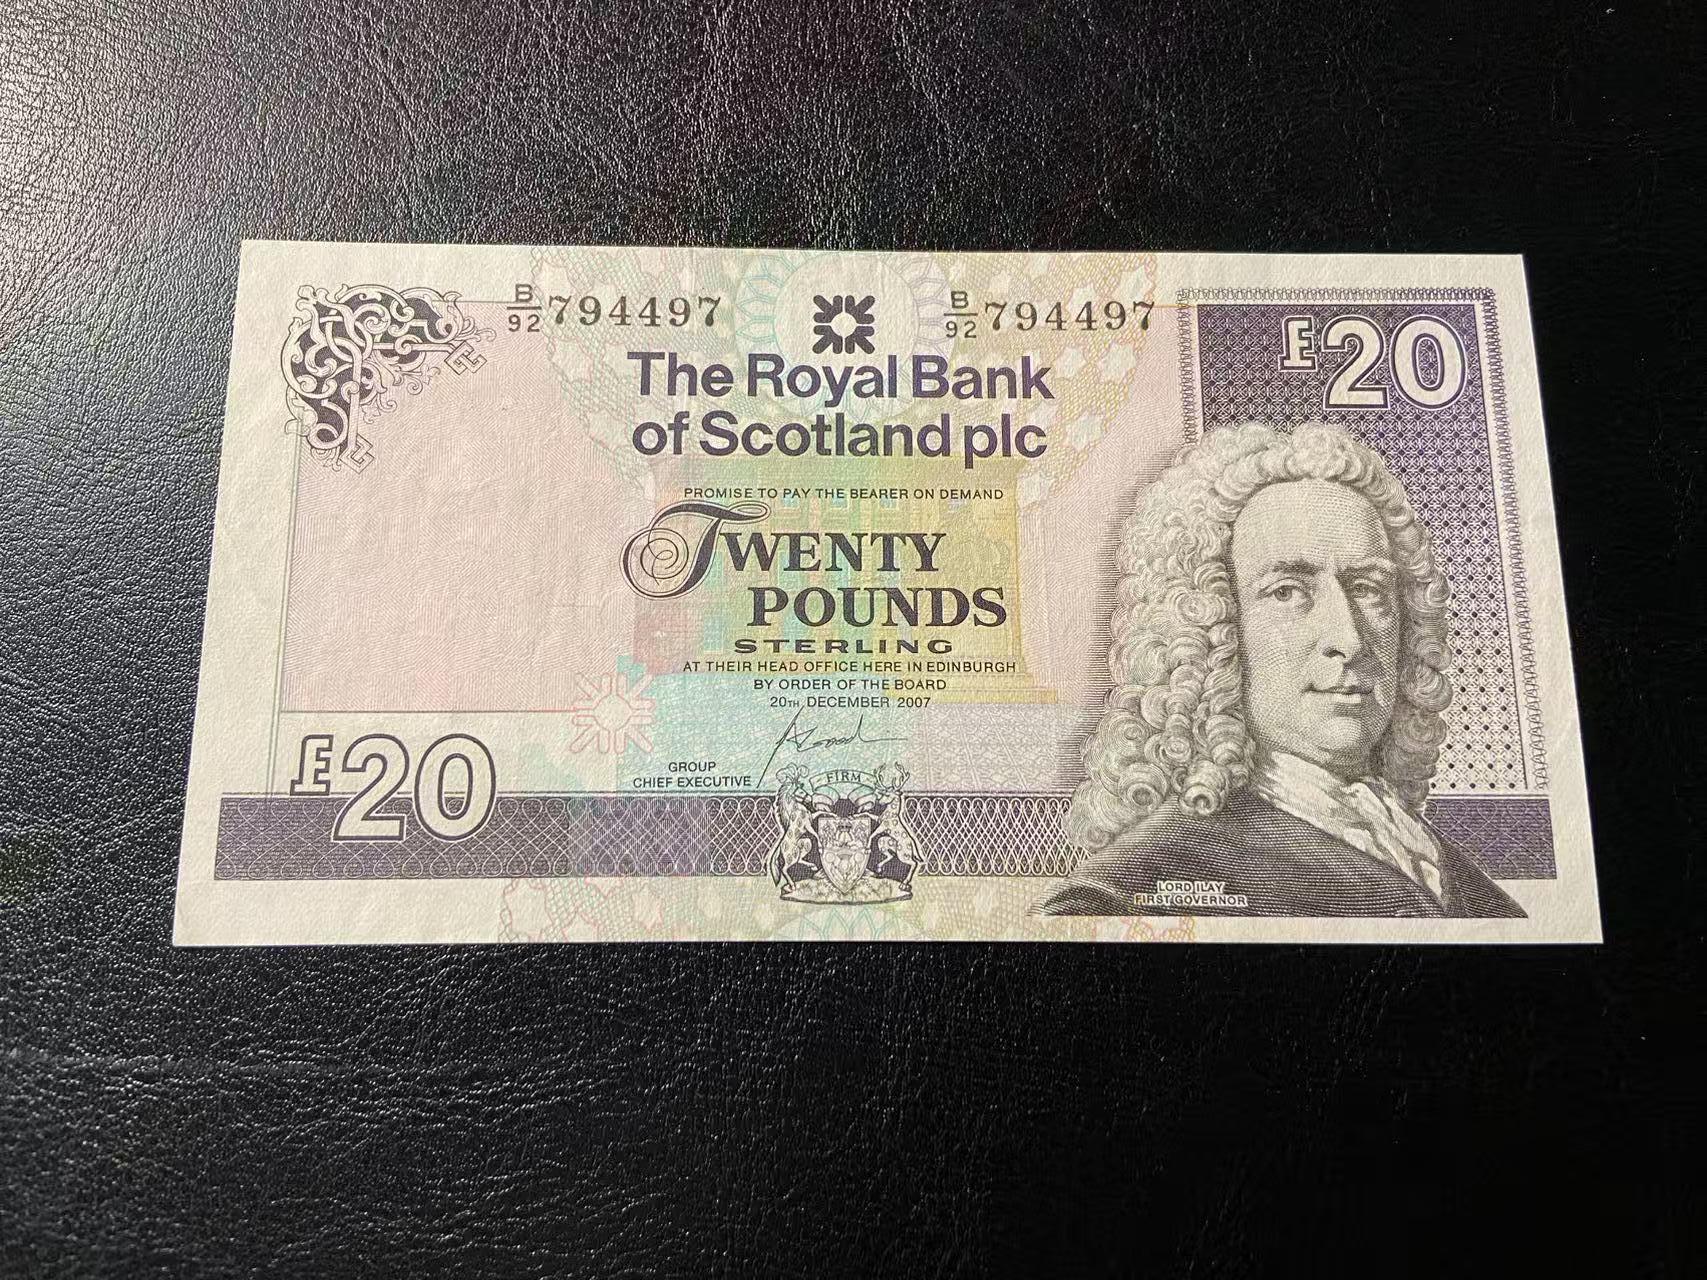 B/92 794497
B/92 794497
£20
The Royal Bank
of Scotland plc
PROMISE TO PAY THE BEARER ON DEMAND
TWENTY
POUNDS
STERLING
AT THEIR HEAD OFFICE HERE IN EDINBURGH
BY ORDER OF THE BOARD
20TH DECEMBER 2007
GROUP
CHIEF EXECUTIVE
£20
FIRM
LORD ILAY
FIRST GOVERNOR